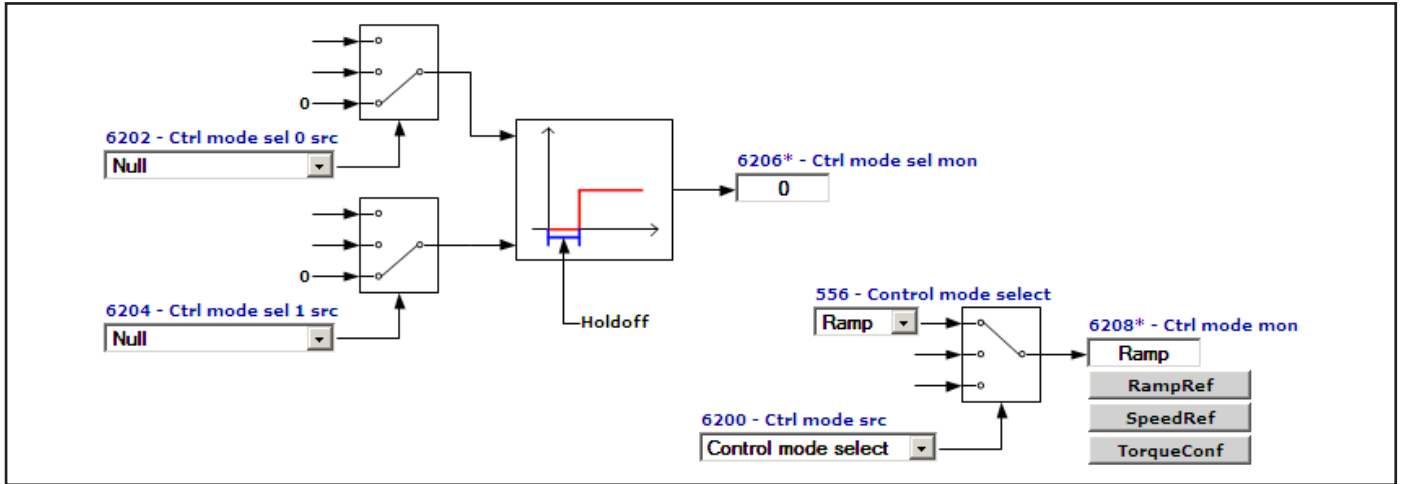 0
6202 - Ctrl mode sel 0 src
Null
6206* - Ctrl mode sel mon
0
0
6204 - Ctrl mode sel 1 src
Null
Holdoff
556 - Control mode select
Ramp
6208* - Ctrl mode mon
Ramp
RampRef
SpeedRef
TorqueConf
6200 - Ctrl mode src
Control mode select